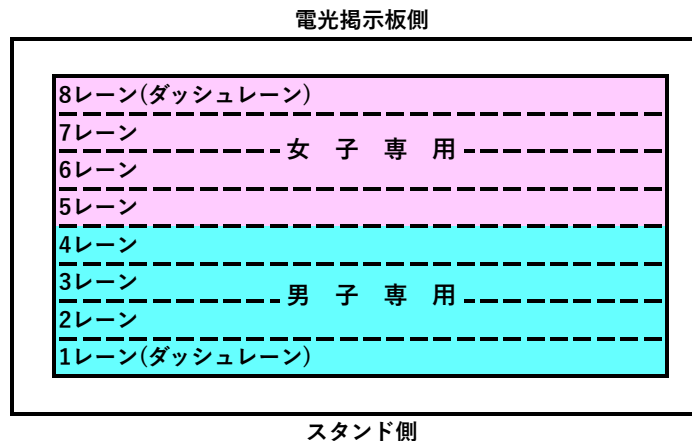 電光掲示板側
8レーン(ダッシュレーン)
7レーン
女 子 専 用
6レーン
5レーン
4レーン
3レーン
男 子 専 用
2レーン
1レーン(ダッシュレーン)
スタンド側